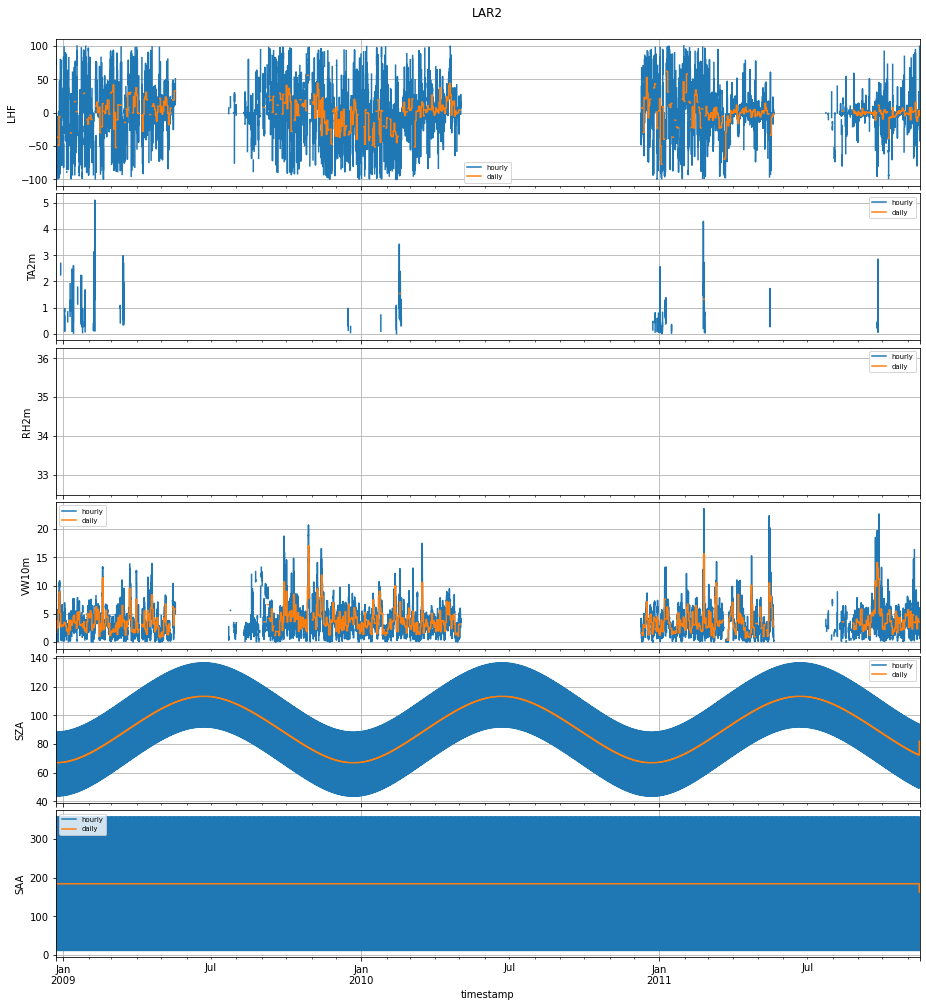 LAR2
LHF
100
50
0
−50
−100
hourly
daily
TA2m
5
4
3
2
1
0
hourly
daily
RH2m
36
35
34
33
hourly
daily
VW10m
20
15
10
5
0
hourly
daily
SZA
140
120
100
80
60
40
hourly
daily
SAA
300
200
100
0
hourly
daily
Jan Jul Jan Jul Jan Jul
2009 2010 2011
timestamp